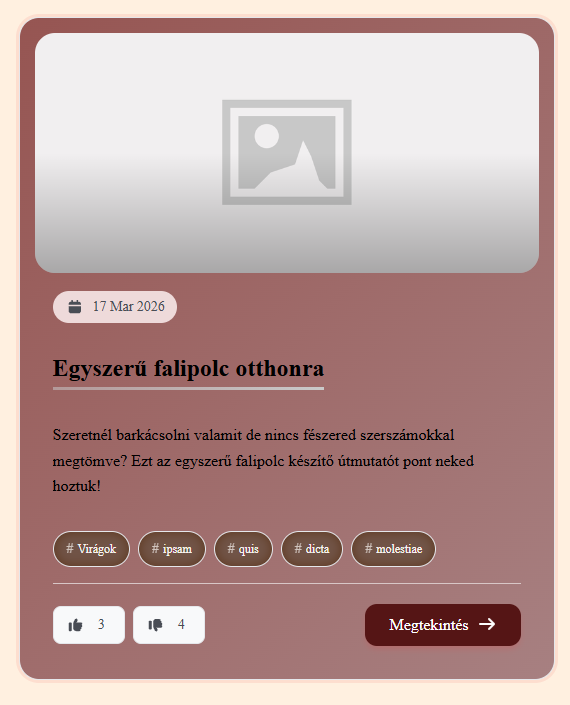 17 Mar 2026
Egyszerű falipolc otthonra
Szeretnél barkácsolni valamit de nincs fészered szerszámokkal
megtömve? Ezt az egyszerű falipolc készítő útmutatót pont neked
hoztuk!
# Virágok # ipsam # quis # dicta # molestiae
3 4 Megtekintés →